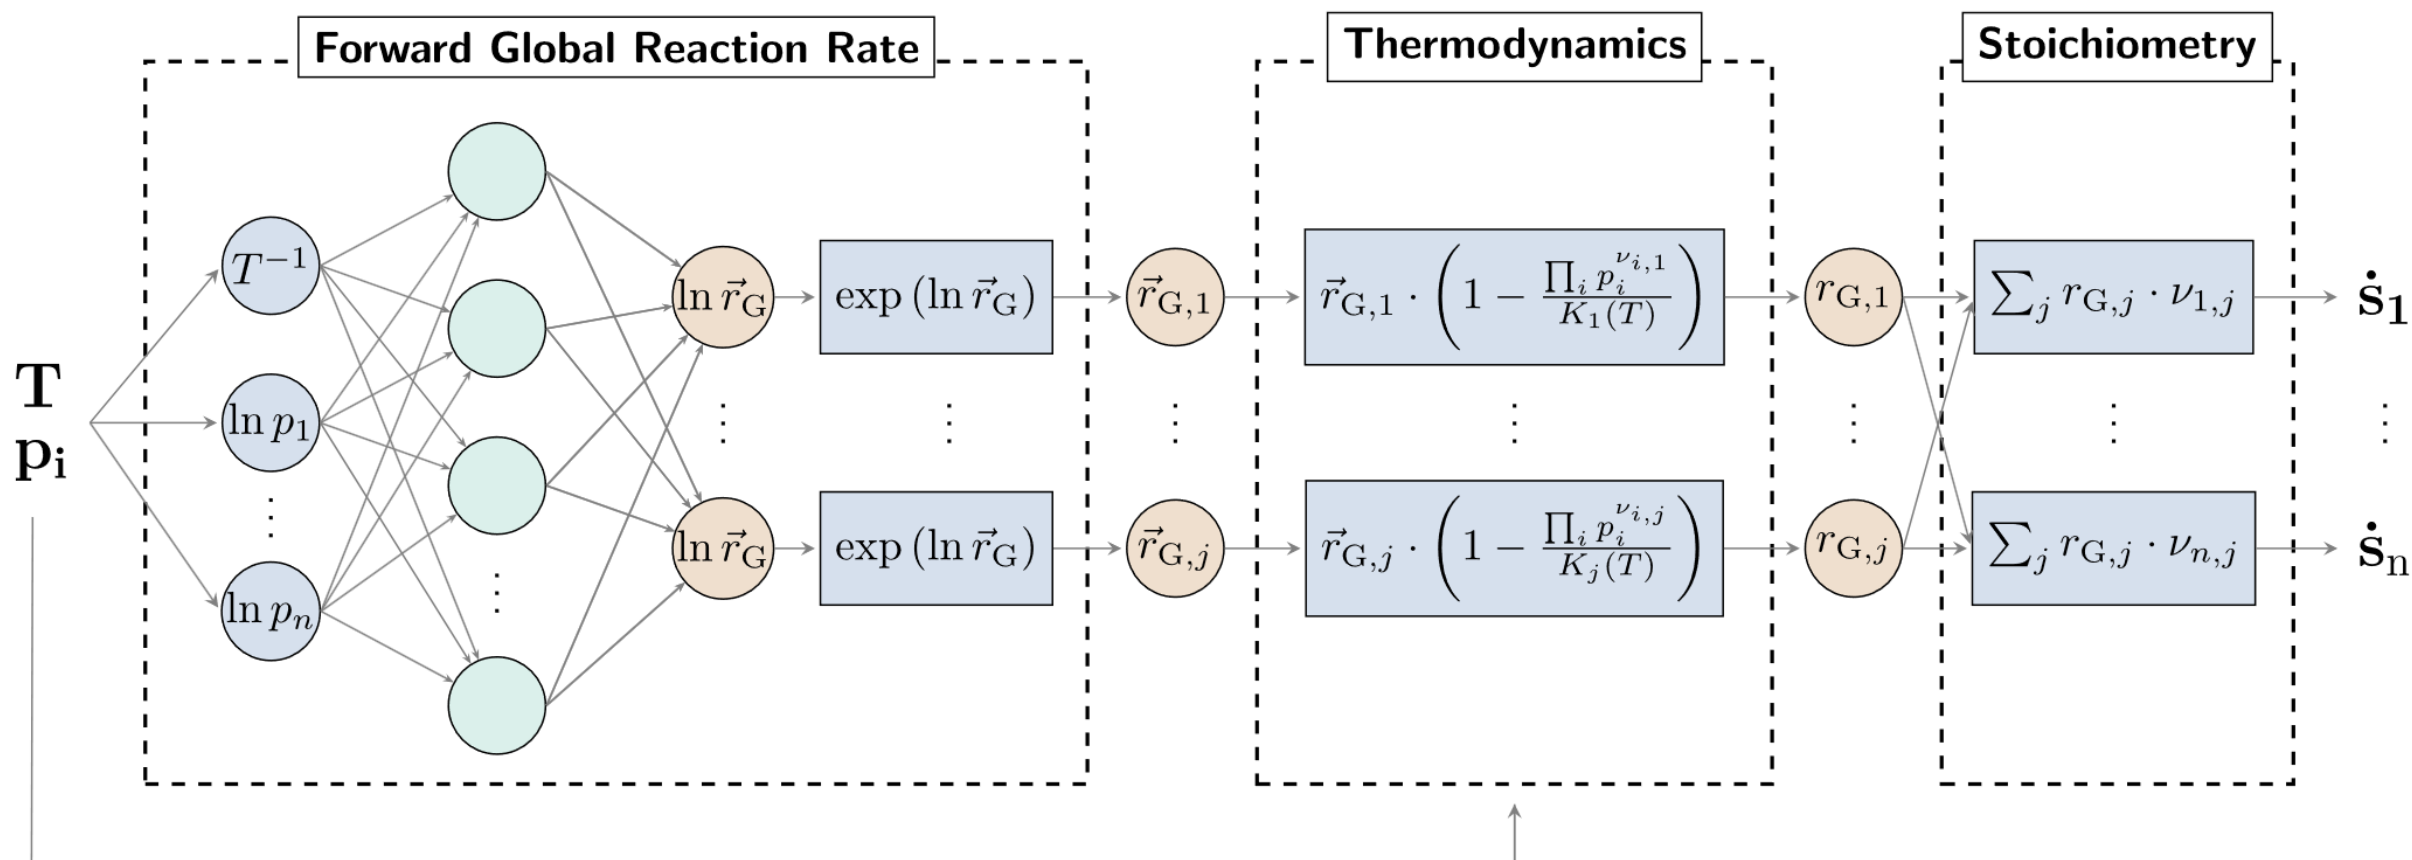 Forward Global Reaction Rate
Thermodynamics
Stoichiometry
T
p_i
T^{-1}
ln p_1
⋮
ln p_n
⋮
ln r⃗_G
⋮
ln r⃗_G
exp (ln r⃗_G)
⋮
exp (ln r⃗_G)
r⃗_{G,1}
⋮
r⃗_{G,j}
r⃗_{G,1} · (1 − ∏_i p_i^{ν_{i,1}} / K_1(T))
⋮
r⃗_{G,j} · (1 − ∏_i p_i^{ν_{i,j}} / K_j(T))
r_{G,1}
⋮
r_{G,j}
∑_j r_{G,j} · ν_{1,j}
⋮
∑_j r_{G,j} · ν_{n,j}
ṡ_1
⋮
ṡ_n